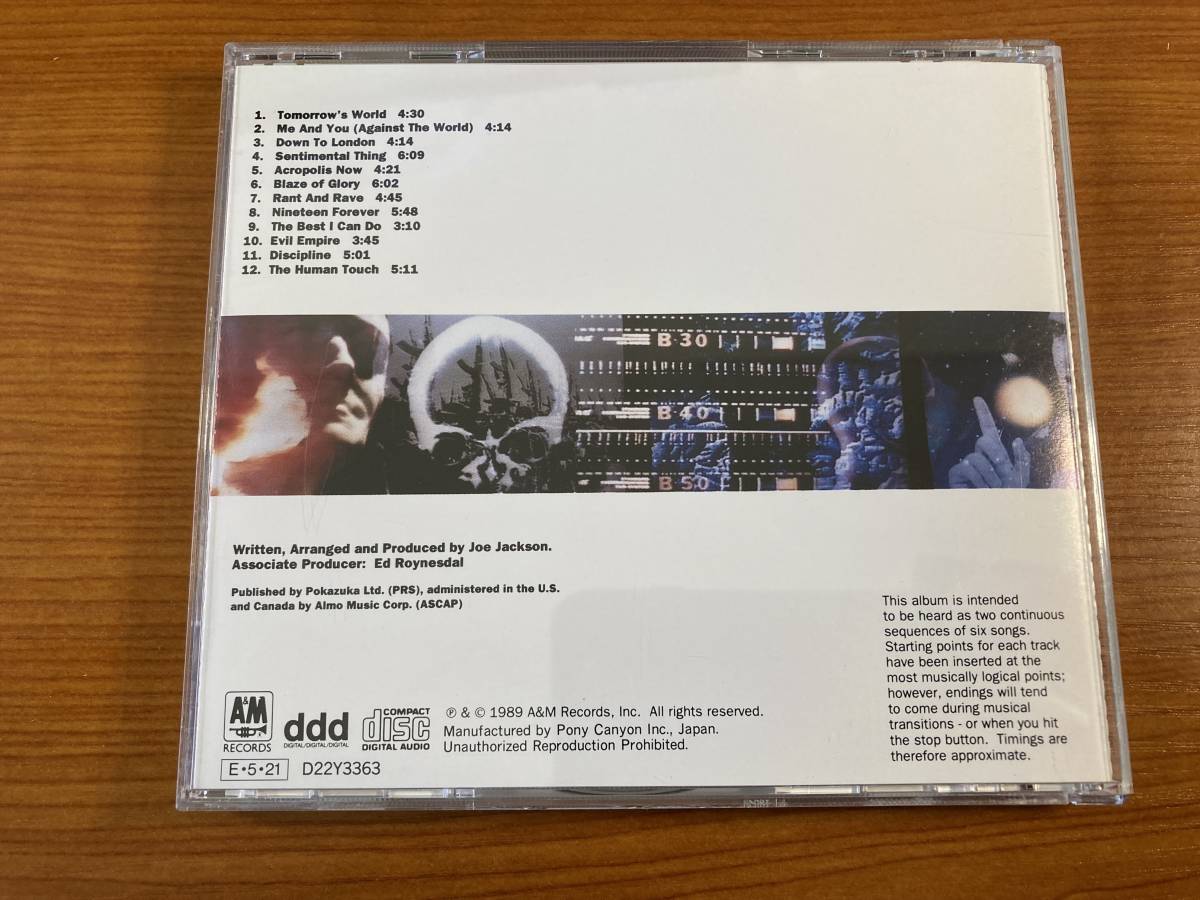 1. Tomorrow's World 4:30
2. Me And You (Against The World) 4:14
3. Down To London 4:14
4. Sentimental Thing 6:09
5. Acropolis Now 4:21
6. Blaze of Glory 6:02
7. Rant And Rave 4:45
8. Nineteen Forever 5:48
9. The Best I Can Do 3:10
10. Evil Empire 3:45
11. Discipline 5:01
12. The Human Touch 5:11
B 30
B 40
B 50
Written, Arranged and Produced by Joe Jackson.
Associate Producer: Ed Roynesdal
Published by Pokazuka Ltd. (PRS), administered in the U.S.
and Canada by Almo Music Corp. (ASCAP)
This album is intended
to be heard as two continuous
sequences of six songs.
Starting points for each track
have been inserted at the
most musically logical points;
however, endings will tend
to come during musical
transitions - or when you hit
the stop button. Timings are
therefore approximate.
A&M
RECORDS
ddd
DIGITAL/DIGITAL/DIGITAL
COMPACT
disc
DIGITAL AUDIO
℗ & © 1989 A&M Records, Inc. All rights reserved.
Manufactured by Pony Canyon Inc., Japan.
Unauthorized Reproduction Prohibited.
E•5•21 D22Y3363